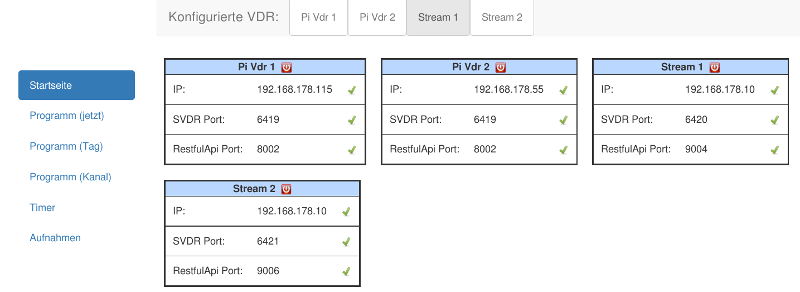 Konfigurierte VDR: Pi Vdr 1 Pi Vdr 2 Stream 1 Stream 2
Startseite
Programm (jetzt)
Programm (Tag)
Programm (Kanal)
Timer
Aufnahmen
Pi Vdr 1
IP: 192.168.178.115
SVDR Port: 6419
RestfulApi Port: 8002
Pi Vdr 2
IP: 192.168.178.55
SVDR Port: 6419
RestfulApi Port: 8002
Stream 1
IP: 192.168.178.10
SVDR Port: 6420
RestfulApi Port: 9004
Stream 2
IP: 192.168.178.10
SVDR Port: 6421
RestfulApi Port: 9006